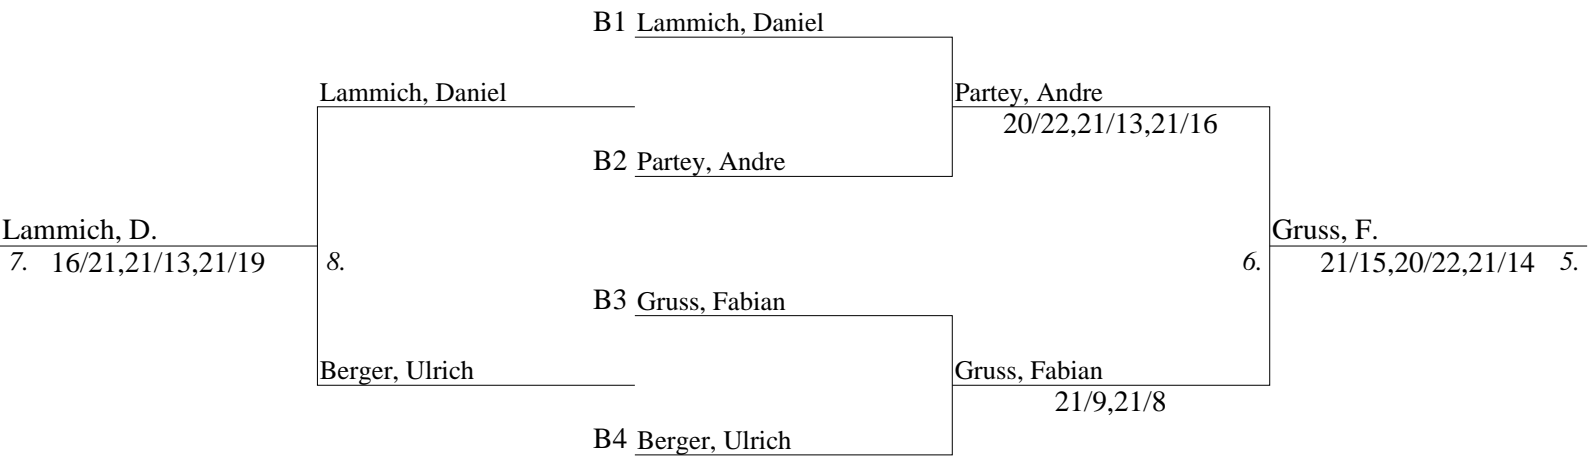 B1 Lammich, Daniel
Lammich, Daniel
Partey, Andre
20/22,21/13,21/16
B2 Partey, Andre
Lammich, D.
7. 16/21,21/13,21/19
8.
Gruss, F.
6.
21/15,20/22,21/14 5.
B3 Gruss, Fabian
Berger, Ulrich
Gruss, Fabian
21/9,21/8
B4 Berger, Ulrich